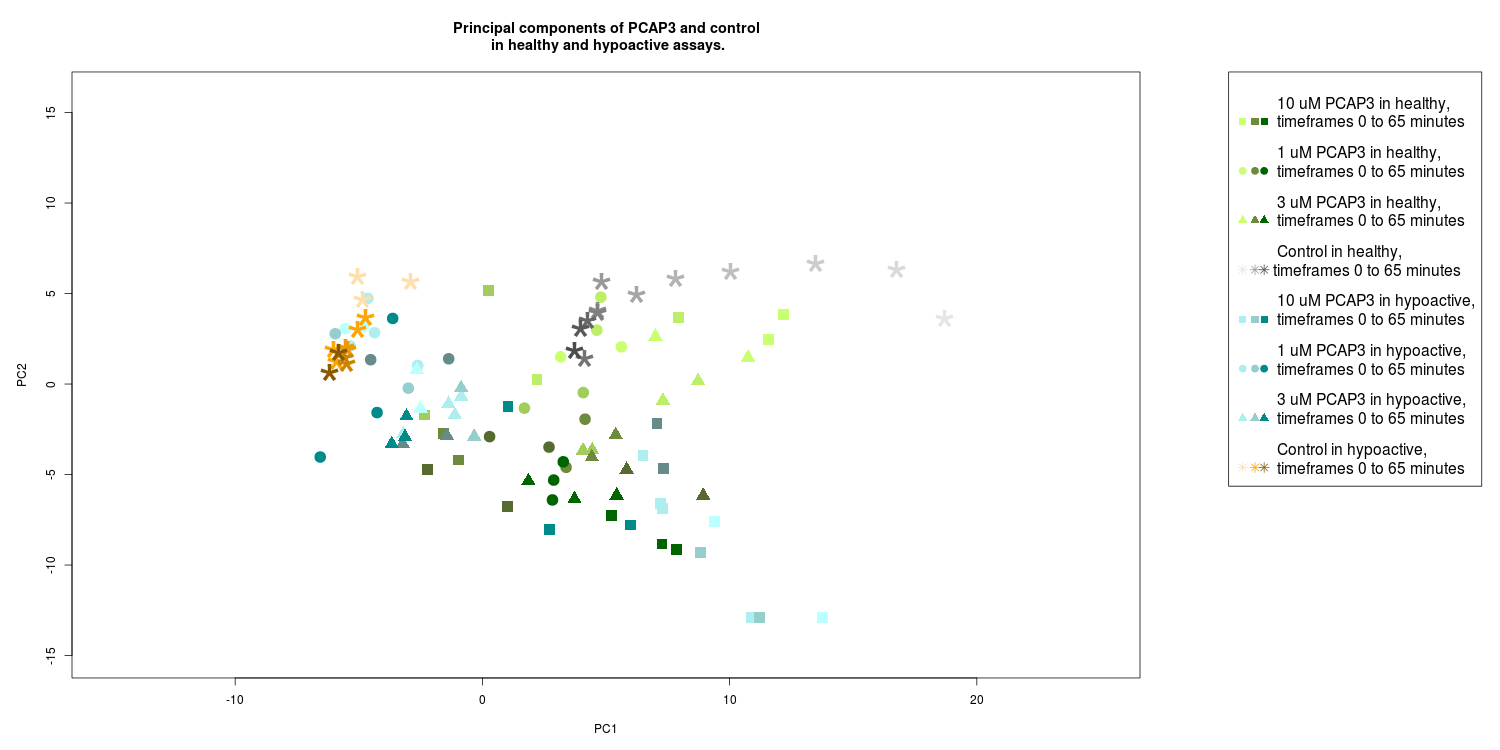 Principal components of PCAP3 and control
in healthy and hypoactive assays.
15
10
5
0
-5
-10
-15
PC2
-10
0
10
20
PC1
10 uM PCAP3 in healthy,
timeframes 0 to 65 minutes
1 uM PCAP3 in healthy,
timeframes 0 to 65 minutes
3 uM PCAP3 in healthy,
timeframes 0 to 65 minutes
Control in healthy,
timeframes 0 to 65 minutes
10 uM PCAP3 in hypoactive,
timeframes 0 to 65 minutes
1 uM PCAP3 in hypoactive,
timeframes 0 to 65 minutes
3 uM PCAP3 in hypoactive,
timeframes 0 to 65 minutes
Control in hypoactive,
timeframes 0 to 65 minutes